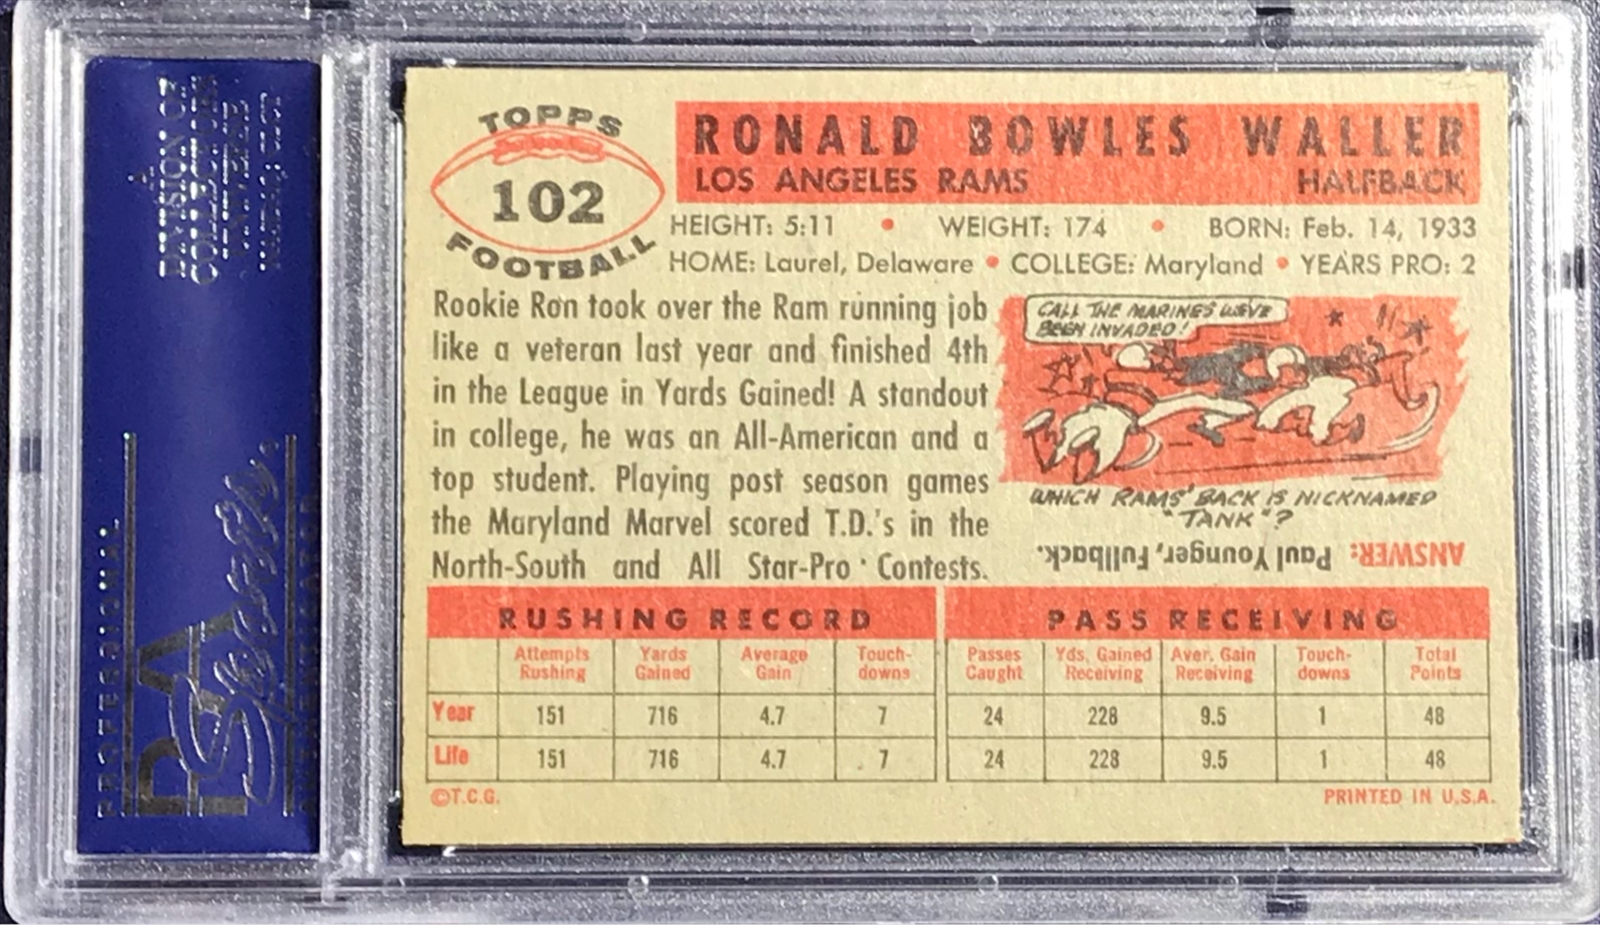 TOPPS
102
FOOTBALL
RONALD BOWLES WALLER
LOS ANGELES RAMS HALFBACK
HEIGHT: 5:11 • WEIGHT: 174 • BORN: Feb. 14, 1933
HOME: Laurel, Delaware • COLLEGE: Maryland • YEARS PRO: 2
Rookie Ron took over the Ram running job
like a veteran last year and finished 4th
in the League in Yards Gained! A standout
in college, he was an All-American and a
top student. Playing post season games
the Maryland Marvel scored T.D.'s in the
North-South and All Star-Pro Contests.
CALL THE MARINES WE'VE
BEEN INVADED!
WHICH RAMS' BACK IS NICKNAMED
"TANK"?
ANSWER: Paul Younger, Fullback.
RUSHING RECORD
Attempts Rushing Yards Gained Average Gain Touch-downs
Year 151 716 4.7 7
Life 151 716 4.7 7
PASS RECEIVING
Passes Caught Yds. Gained Receiving Aver. Gain Receiving Touch-downs Total Points
24 228 9.5 1 48
24 228 9.5 1 48
©T.C.G. PRINTED IN U.S.A.
PROFESSIONAL
PSA
Sports
AUTHENTICATOR
DIVISION OF
COLLECTORS
UNIVERSE